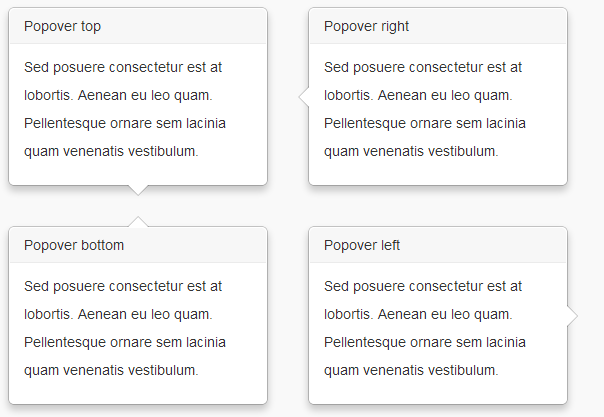 Popover top
Sed posuere consectetur est at
lobortis. Aenean eu leo quam.
Pellentesque ornare sem lacinia
quam venenatis vestibulum.
Popover right
Sed posuere consectetur est at
lobortis. Aenean eu leo quam.
Pellentesque ornare sem lacinia
quam venenatis vestibulum.
Popover bottom
Sed posuere consectetur est at
lobortis. Aenean eu leo quam.
Pellentesque ornare sem lacinia
quam venenatis vestibulum.
Popover left
Sed posuere consectetur est at
lobortis. Aenean eu leo quam.
Pellentesque ornare sem lacinia
quam venenatis vestibulum.